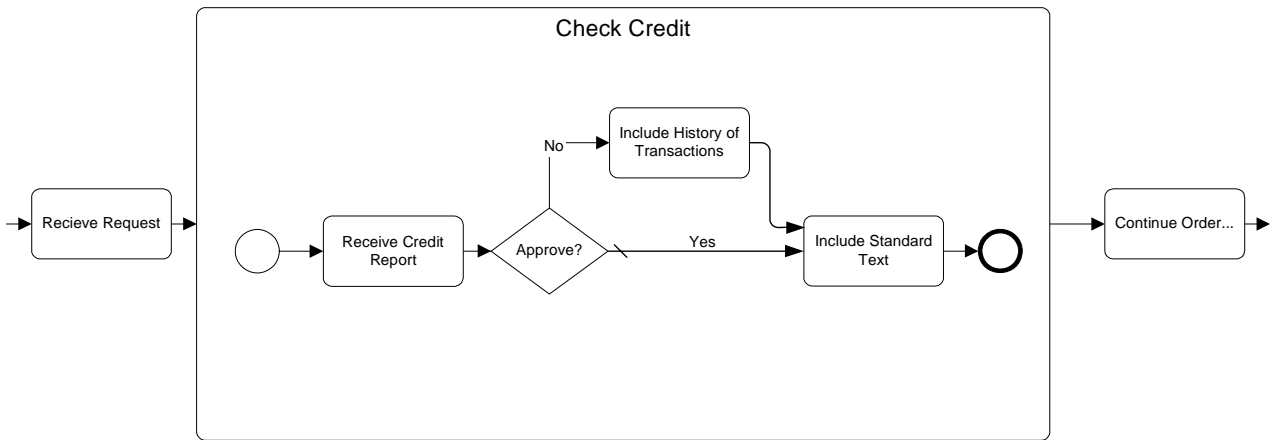 Check Credit
Recieve Request
Receive Credit
Report
Approve?
No
Include History of
Transactions
Yes
Include Standard
Text
Continue Order...